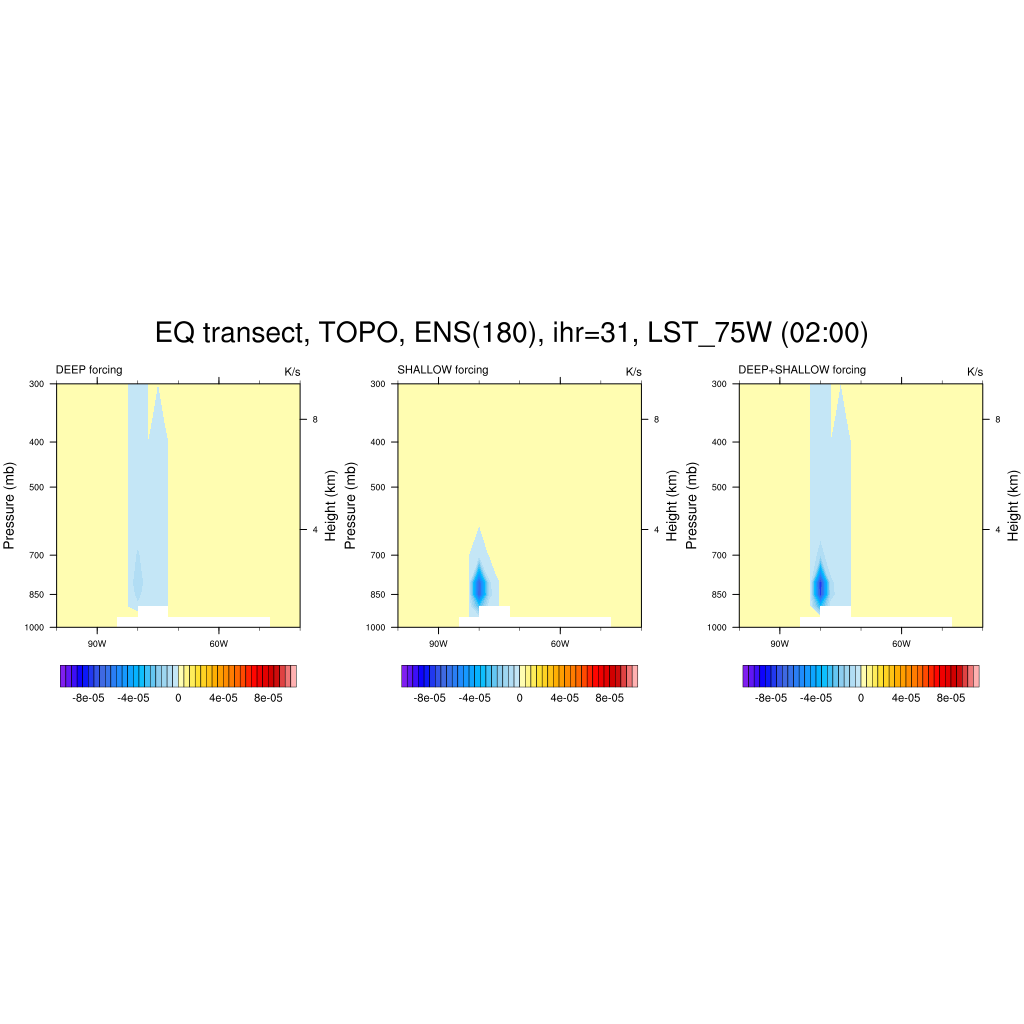 EQ transect, TOPO, ENS(180), ihr=31, LST_75W (02:00)
DEEP forcing K/s
Pressure (mb)
300
400
500
700
850
1000
8
4
Height (km)
90W 60W
-8e-05 -4e-05 0 4e-05 8e-05
SHALLOW forcing K/s
Pressure (mb)
300
400
500
700
850
1000
8
4
Height (km)
90W 60W
-8e-05 -4e-05 0 4e-05 8e-05
DEEP+SHALLOW forcing K/s
Pressure (mb)
300
400
500
700
850
1000
8
4
Height (km)
90W 60W
-8e-05 -4e-05 0 4e-05 8e-05